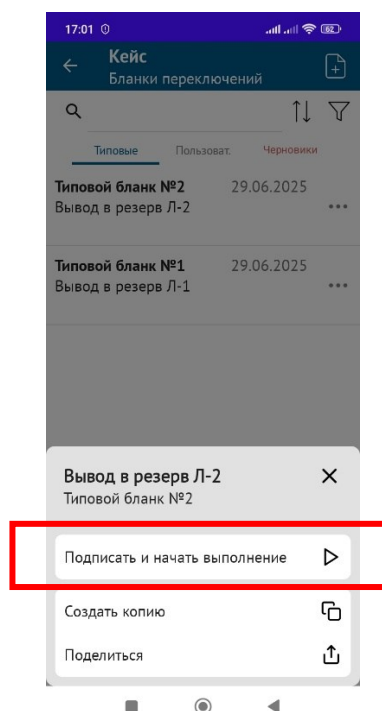 17:01
62
Кейс
Бланки переключений
Типовые Пользоват. Черновики
Типовой бланк №2 29.06.2025
Вывод в резерв Л-2
Типовой бланк №1 29.06.2025
Вывод в резерв Л-1
Вывод в резерв Л-2
Типовой бланк №2
Подписать и начать выполнение
Создать копию
Поделиться